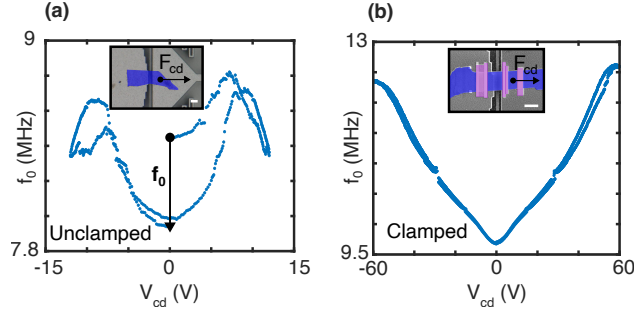 (a)
9
F_cd
f_0
f_0 (MHz)
Unclamped
7.8
-15
0
15
V_cd (V)
(b)
13
F_cd
f_0 (MHz)
Clamped
9.5
-60
0
60
V_cd (V)